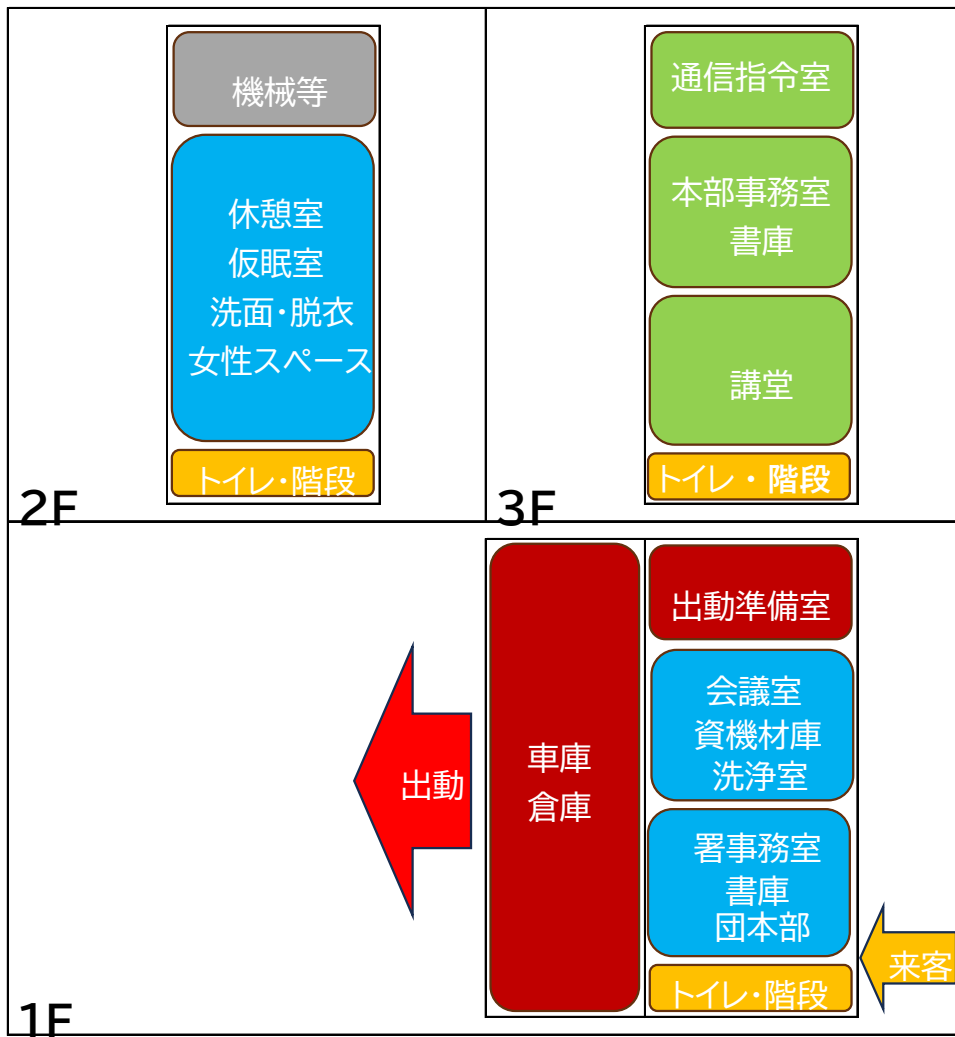 機械等
休憩室
仮眠室
洗面・脱衣
女性スペース
トイレ・階段
2F
通信指令室
本部事務室
書庫
講堂
トイレ・階段
3F
出動
車庫
倉庫
出動準備室
会議室
資機材庫
洗浄室
署事務室
書庫
団本部
トイレ・階段
来客
1F